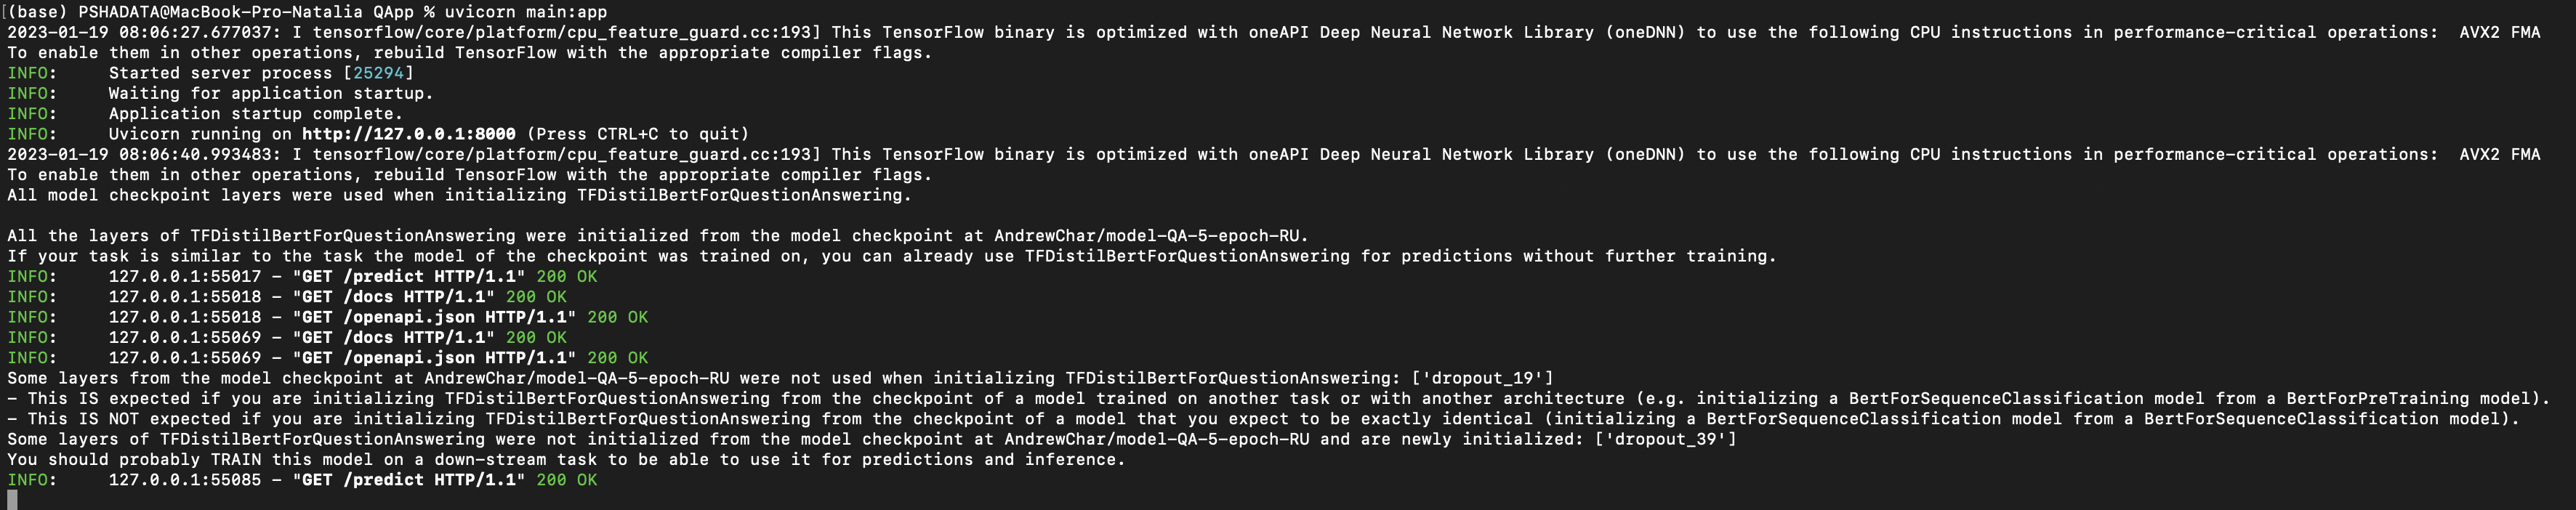 [(base) PSHADATA@MacBook-Pro-Natalia QApp % uvicorn main:app
2023-01-19 08:06:27.677037: I tensorflow/core/platform/cpu_feature_guard.cc:193] This TensorFlow binary is optimized with oneAPI Deep Neural Network Library (oneDNN) to use the following CPU instructions in performance-critical operations:  AVX2 FMA
To enable them in other operations, rebuild TensorFlow with the appropriate compiler flags.
INFO:     Started server process [25294]
INFO:     Waiting for application startup.
INFO:     Application startup complete.
INFO:     Uvicorn running on http://127.0.0.1:8000 (Press CTRL+C to quit)
2023-01-19 08:06:40.993483: I tensorflow/core/platform/cpu_feature_guard.cc:193] This TensorFlow binary is optimized with oneAPI Deep Neural Network Library (oneDNN) to use the following CPU instructions in performance-critical operations:  AVX2 FMA
To enable them in other operations, rebuild TensorFlow with the appropriate compiler flags.
All model checkpoint layers were used when initializing TFDistilBertForQuestionAnswering.
All the layers of TFDistilBertForQuestionAnswering were initialized from the model checkpoint at AndrewChar/model-QA-5-epoch-RU.
If your task is similar to the task the model of the checkpoint was trained on, you can already use TFDistilBertForQuestionAnswering for predictions without further training.
INFO:     127.0.0.1:55017 - "GET /predict HTTP/1.1" 200 OK
INFO:     127.0.0.1:55018 - "GET /docs HTTP/1.1" 200 OK
INFO:     127.0.0.1:55018 - "GET /openapi.json HTTP/1.1" 200 OK
INFO:     127.0.0.1:55069 - "GET /docs HTTP/1.1" 200 OK
INFO:     127.0.0.1:55069 - "GET /openapi.json HTTP/1.1" 200 OK
Some layers from the model checkpoint at AndrewChar/model-QA-5-epoch-RU were not used when initializing TFDistilBertForQuestionAnswering: ['dropout_19']
- This IS expected if you are initializing TFDistilBertForQuestionAnswering from the checkpoint of a model trained on another task or with another architecture (e.g. initializing a BertForSequenceClassification model from a BertForPreTraining model).
- This IS NOT expected if you are initializing TFDistilBertForQuestionAnswering from the checkpoint of a model that you expect to be exactly identical (initializing a BertForSequenceClassification model from a BertForSequenceClassification model).
Some layers of TFDistilBertForQuestionAnswering were not initialized from the model checkpoint at AndrewChar/model-QA-5-epoch-RU and are newly initialized: ['dropout_39']
You should probably TRAIN this model on a down-stream task to be able to use it for predictions and inference.
INFO:     127.0.0.1:55085 - "GET /predict HTTP/1.1" 200 OK